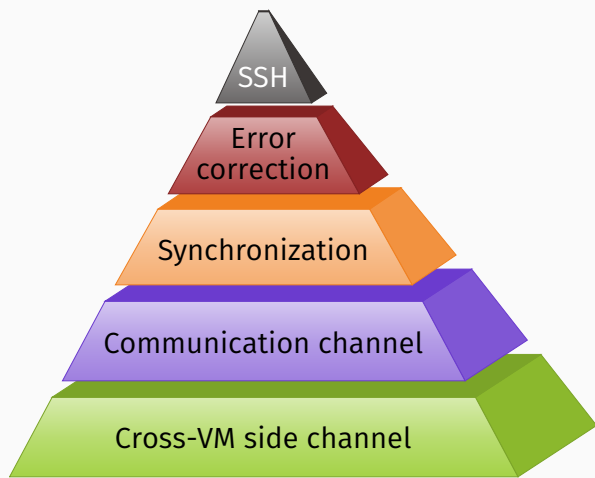 SSH
Error
correction
Synchronization
Communication channel
Cross-VM side channel